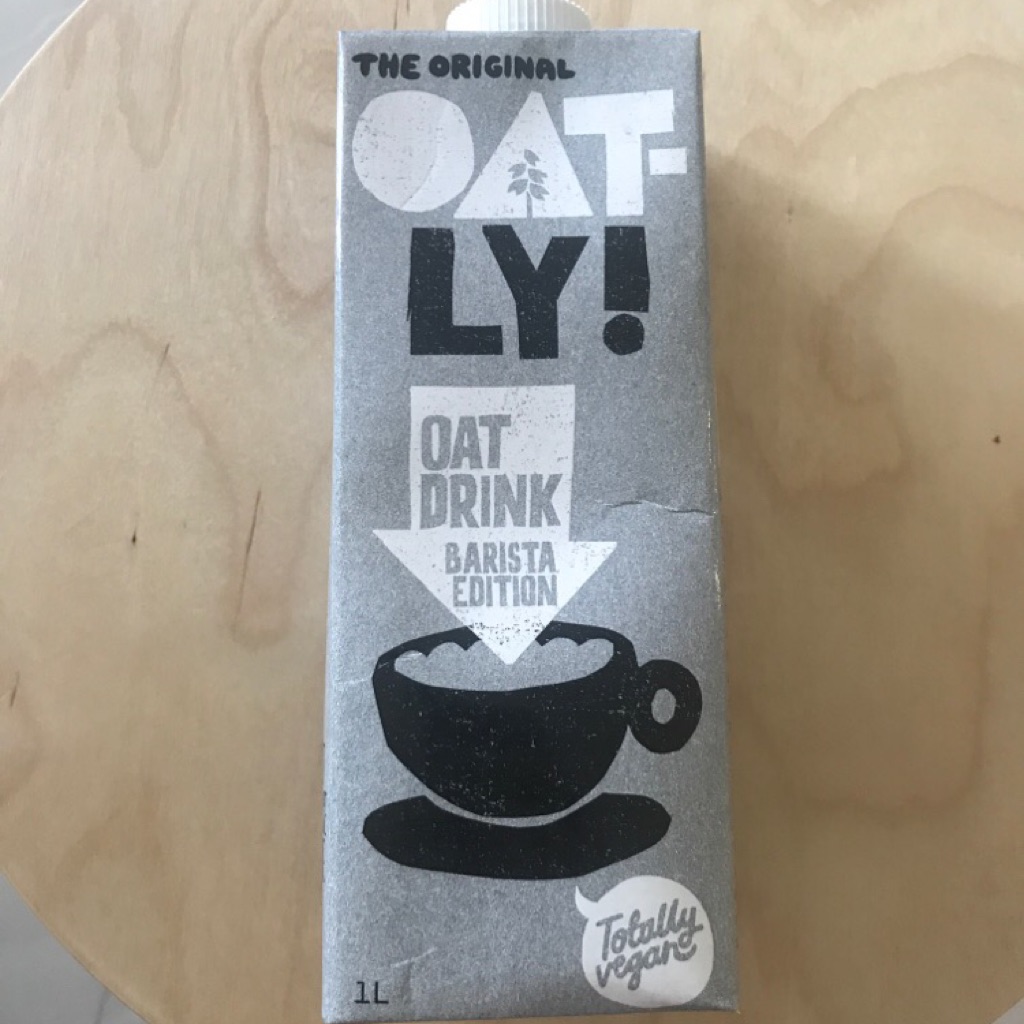 THE ORIGINAL
OAT-
LY!
OAT
DRINK
BARISTA
EDITION
Totally
vegan
1L